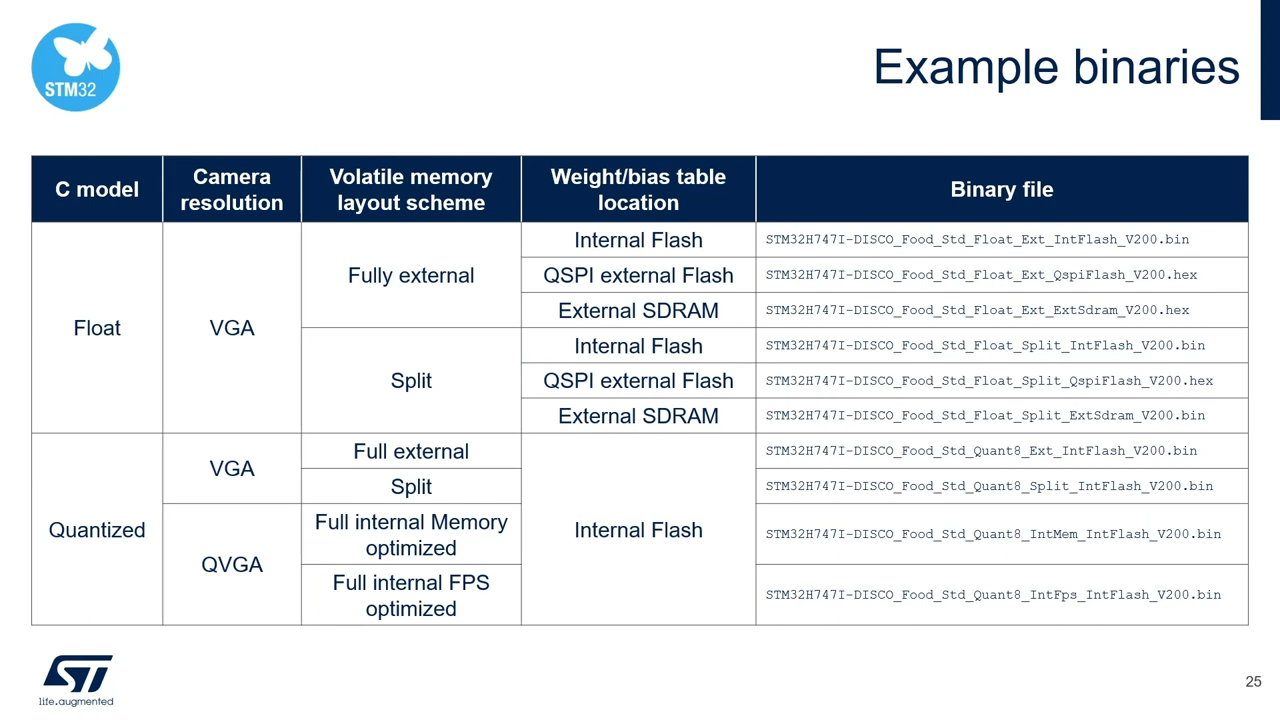 STM32
Example binaries
C model
Camera
resolution
Volatile memory
layout scheme
Weight/bias table
location
Binary file
Float
VGA
Fully external
Internal Flash
STM32H747I-DISCO_Food_Std_Float_Ext_IntFlash_V200.bin
QSPI external Flash
STM32H747I-DISCO_Food_Std_Float_Ext_QspiFlash_V200.hex
External SDRAM
STM32H747I-DISCO_Food_Std_Float_Ext_ExtSdram_V200.hex
Split
Internal Flash
STM32H747I-DISCO_Food_Std_Float_Split_IntFlash_V200.bin
QSPI external Flash
STM32H747I-DISCO_Food_Std_Float_Split_QspiFlash_V200.hex
External SDRAM
STM32H747I-DISCO_Food_Std_Float_Split_ExtSdram_V200.bin
Quantized
VGA
Full external
Internal Flash
STM32H747I-DISCO_Food_Std_Quant8_Ext_IntFlash_V200.bin
Split
STM32H747I-DISCO_Food_Std_Quant8_Split_IntFlash_V200.bin
QVGA
Full internal Memory
optimized
STM32H747I-DISCO_Food_Std_Quant8_IntMem_IntFlash_V200.bin
Full internal FPS
optimized
STM32H747I-DISCO_Food_Std_Quant8_IntFps_IntFlash_V200.bin
ST
life.augmented
25